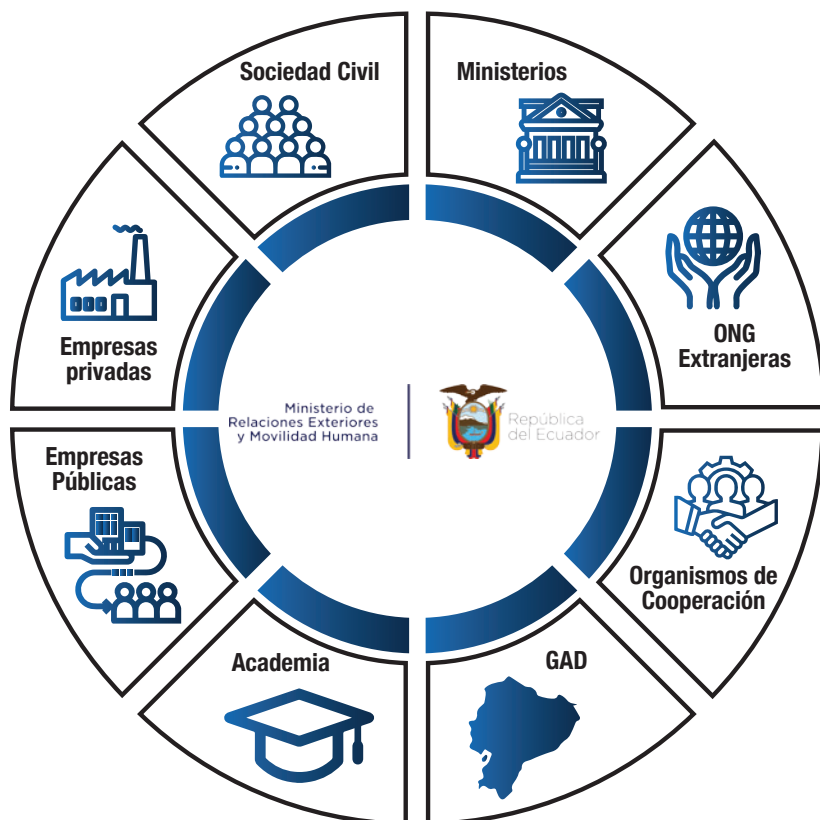 Sociedad Civil
Ministerios
ONG
Extranjeras
Organismos de
Cooperación
GAD
Academia
Empresas
Públicas
Empresas
privadas
Ministerio de
Relaciones Exteriores
y Movilidad Humana
República
del Ecuador